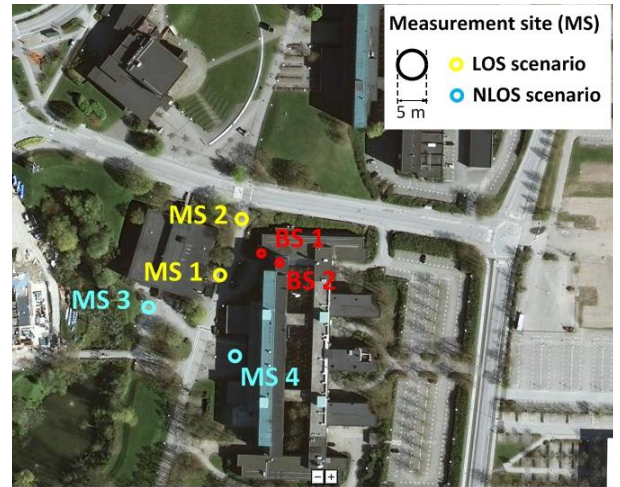 Measurement site (MS)
LOS scenario
NLOS scenario
5 m
MS 2
BS 1
MS 1
BS 2
MS 3
MS 4